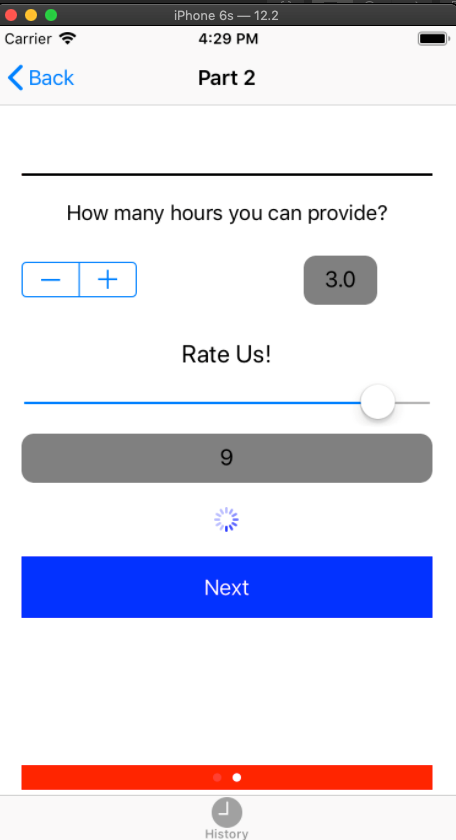 iPhone 6s — 12.2
Carrier 4:29 PM
Back Part 2
How many hours you can provide?
− + 3.0
Rate Us!
9
Next
History